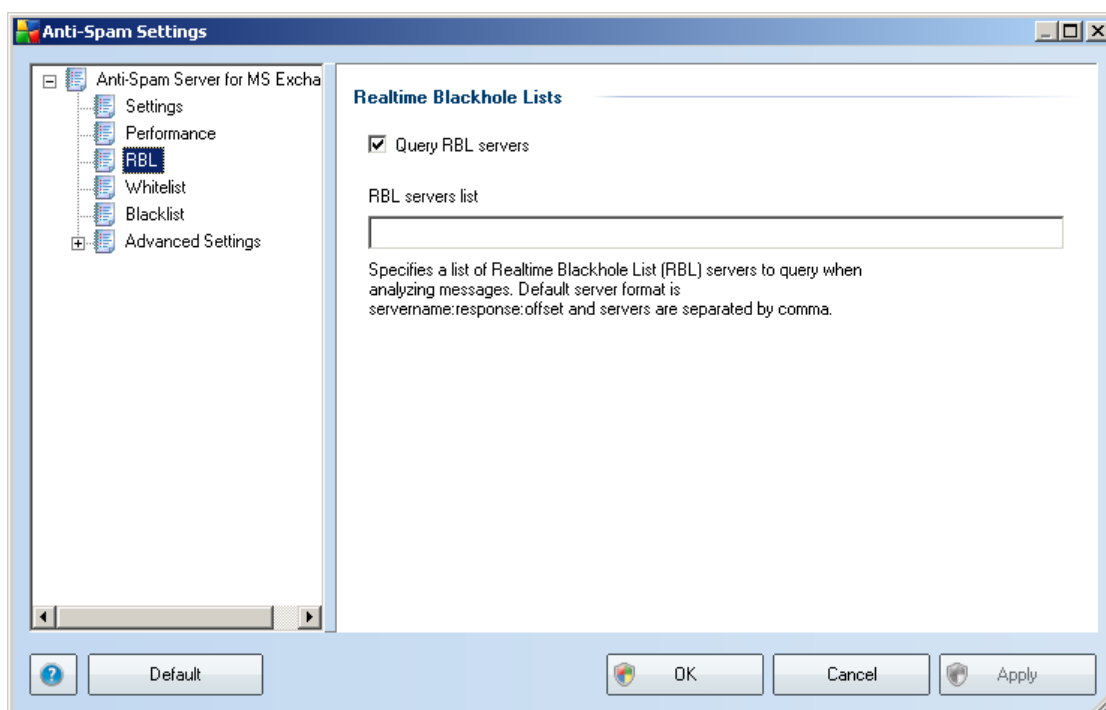 Anti-Spam Settings
Anti-Spam Server for MS Excha
Settings
Performance
RBL
Whitelist
Blacklist
Advanced Settings
Realtime Blackhole Lists
Query RBL servers
RBL servers list
Specifies a list of Realtime Blackhole List (RBL) servers to query when
analyzing messages. Default server format is
servername:response:offset and servers are separated by comma.
? Default OK Cancel Apply